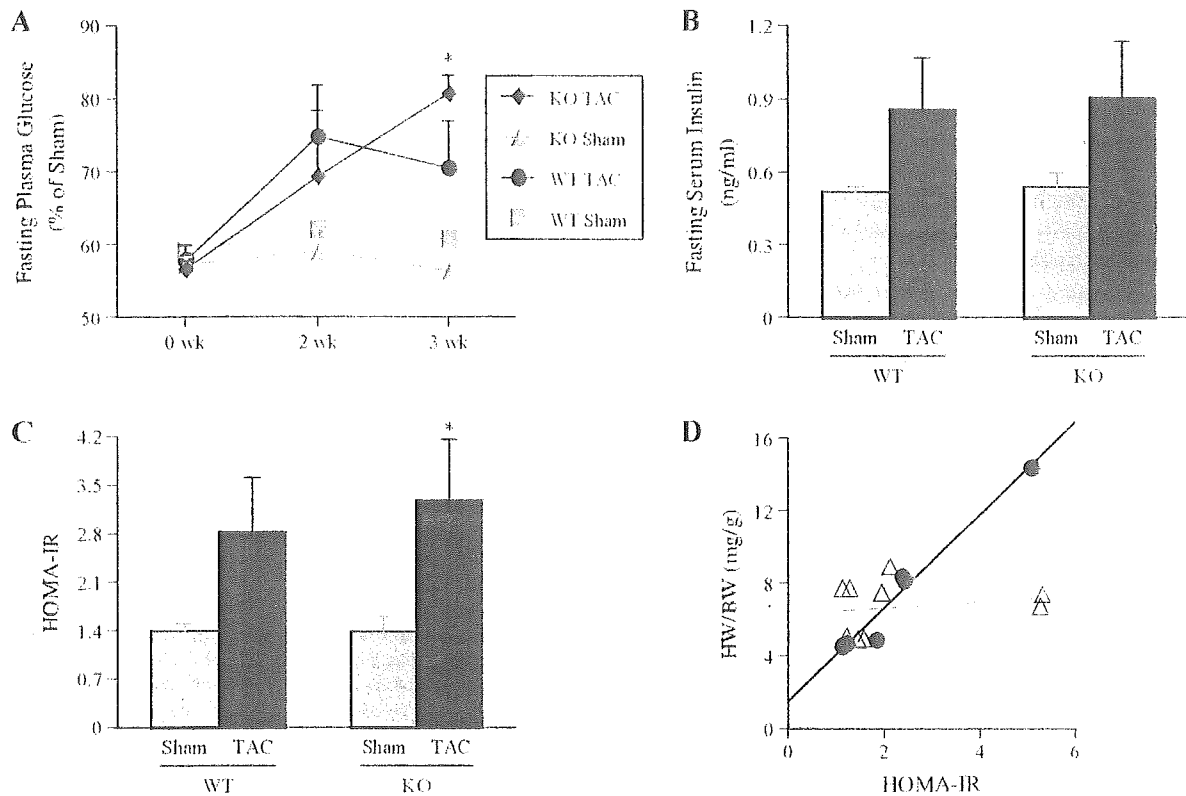 A
Fasting Plasma Glucose
(% of Sham)
90
80
70
60
50
0 wk
2 wk
3 wk
*
KO TAC
KO Sham
WT TAC
WT Sham
B
Fasting Serum Insulin
(ng/ml)
1.2
0.9
0.6
0.3
0
Sham TAC Sham TAC
WT KO
C
HOMA-IR
4.2
3.5
2.8
2.1
1.4
0.7
0
*
Sham TAC Sham TAC
WT KO
D
HW/BW (mg/g)
16
12
8
4
0
0 2 4 6
HOMA-IR